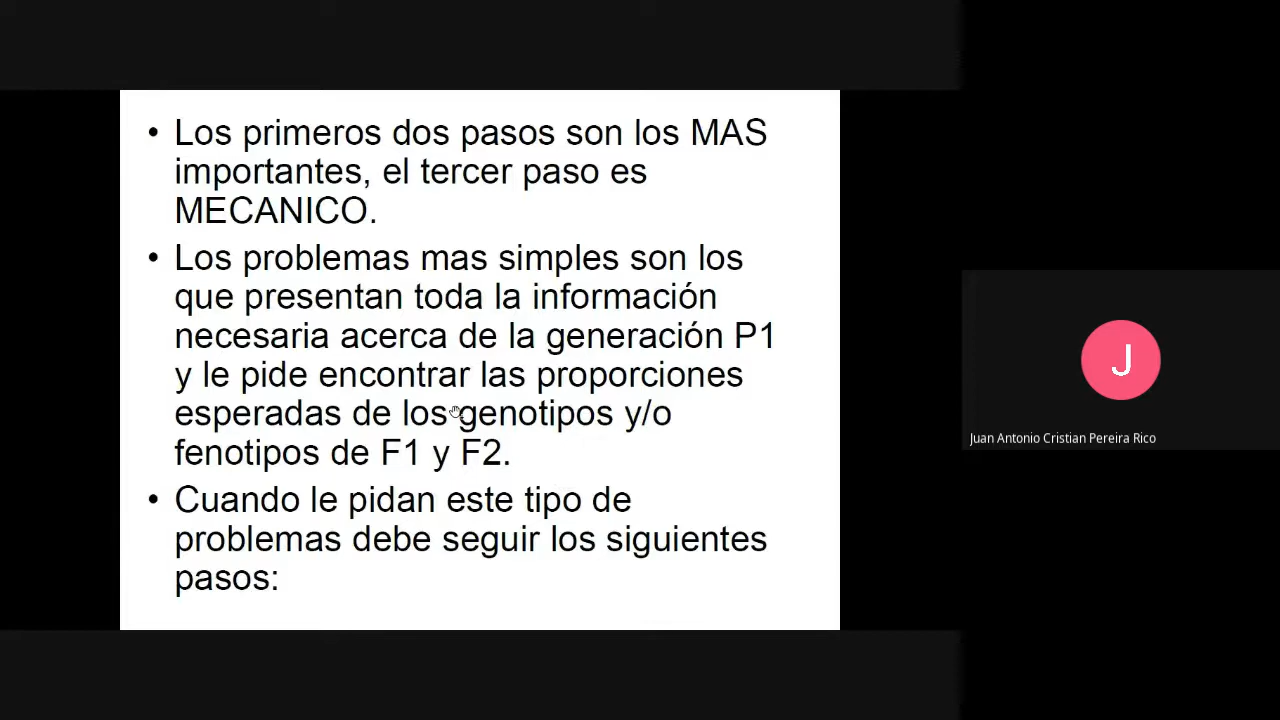 • Los primeros dos pasos son los MAS
importantes, el tercer paso es
MECANICO.
• Los problemas mas simples son los
que presentan toda la información
necesaria acerca de la generación P1
y le pide encontrar las proporciones
esperadas de los genotipos y/o
fenotipos de F1 y F2.
• Cuando le pidan este tipo de
problemas debe seguir los siguientes
pasos:
J
Juan Antonio Cristian Pereira Rico